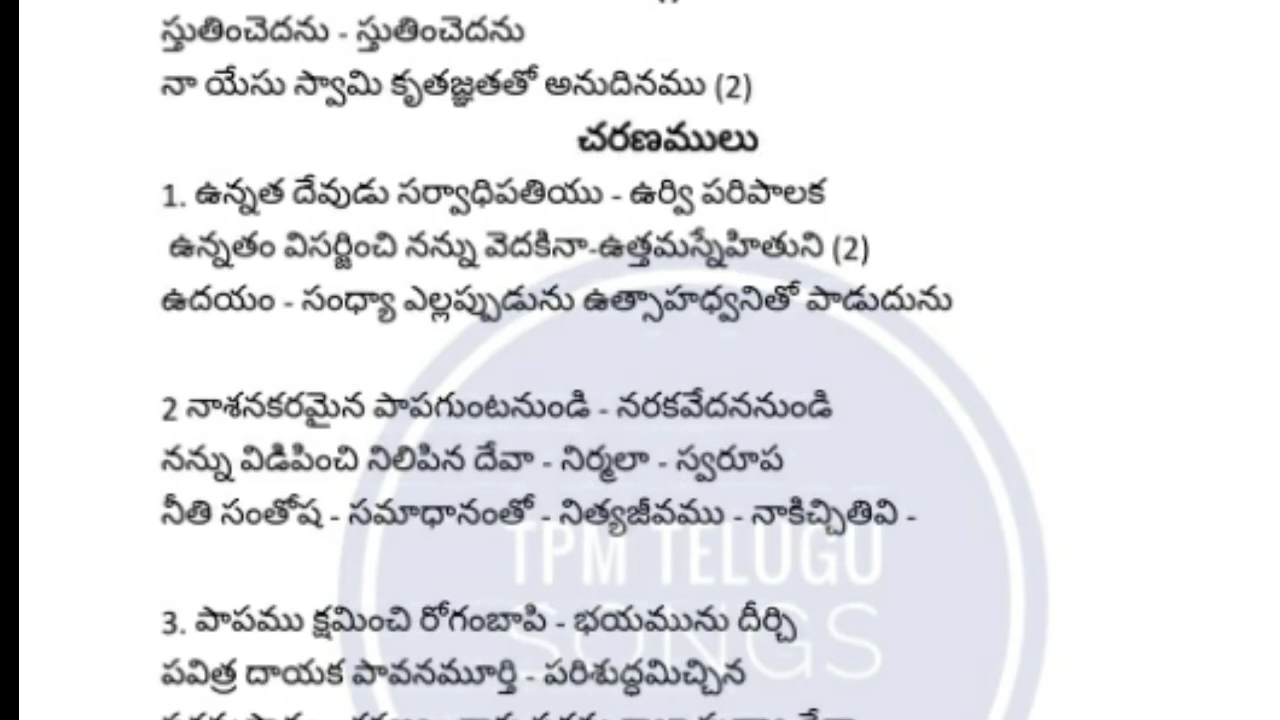 స్తుతించెదను - స్తుతించెదను
నా యేసు స్వామి కృతజ్ఞతతో అనుదినము (2)
చరణములు
1. ఉన్నత దేవుడు సర్వాధిపతియు - ఉర్వి పరిపాలక
ఉన్నతం విసర్జించి నన్ను వెదకినా-ఉత్తమస్నేహితుని (2)
ఉదయం - సంధ్యా ఎల్లప్పుడును ఉత్సాహధ్వనితో పాడుదును
2 నాశనకరమైన పాపగుంటనుండి - నరకవేదననుండి
నన్ను విడిపించి నిలిపిన దేవా - నిర్మలా - స్వరూప
నీతి సంతోష - సమాధానంతో - నిత్యజీవము - నాకిచ్చితివి -
TPM TELUGU
3. పాపము క్షమించి రోగంబాపి - భయమును దీర్చి
SONGS
పవిత్ర దాయక పావనమూర్తి - పరిశుద్ధమిచ్చిన